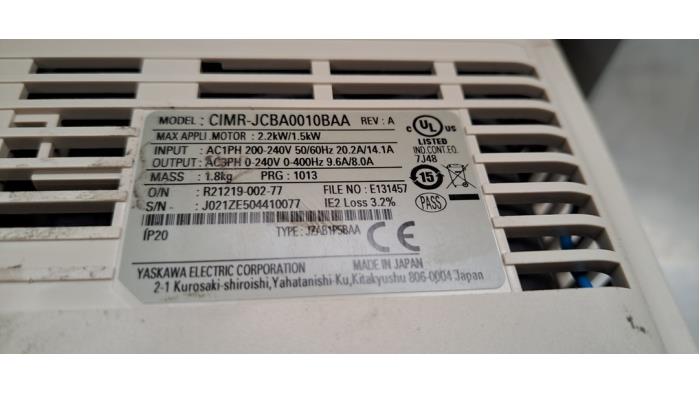 MODEL: CIMR-JCBA0010BAA REV: A
MAX APPLI. MOTOR : 2.2kW/1.5kW
INPUT : AC1PH 200-240V 50/60Hz 20.2A/14.1A
OUTPUT: AC3PH 0-240V 0-400Hz 9.6A/8.0A
MASS : 1.8kg PRG : 1013
O/N : R21219-002-77 FILE NO : E131457
S/N : J021ZE504410077 IE2 Loss 3.2%
IP20 TYPE : JZAB1P5BAA
CE
YASKAWA ELECTRIC CORPORATION MADE IN JAPAN
2-1 Kurosaki-shiroishi, Yahatanishi-Ku, Kitakyushu 806-0004 Japan
C UL US
LISTED
IND.CONT.EQ.
7J48
15
PASS